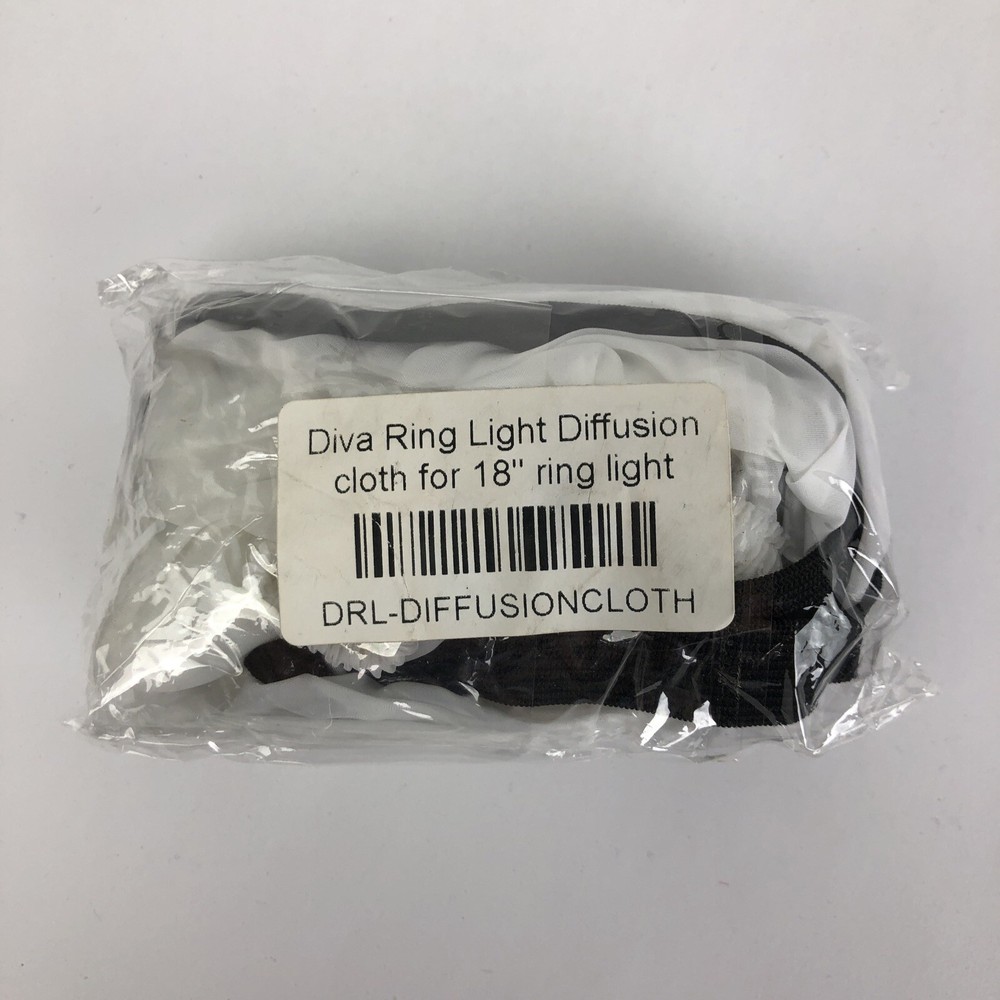 Diva Ring Light Diffusion
cloth for 18" ring light
DRL-DIFFUSIONCLOTH